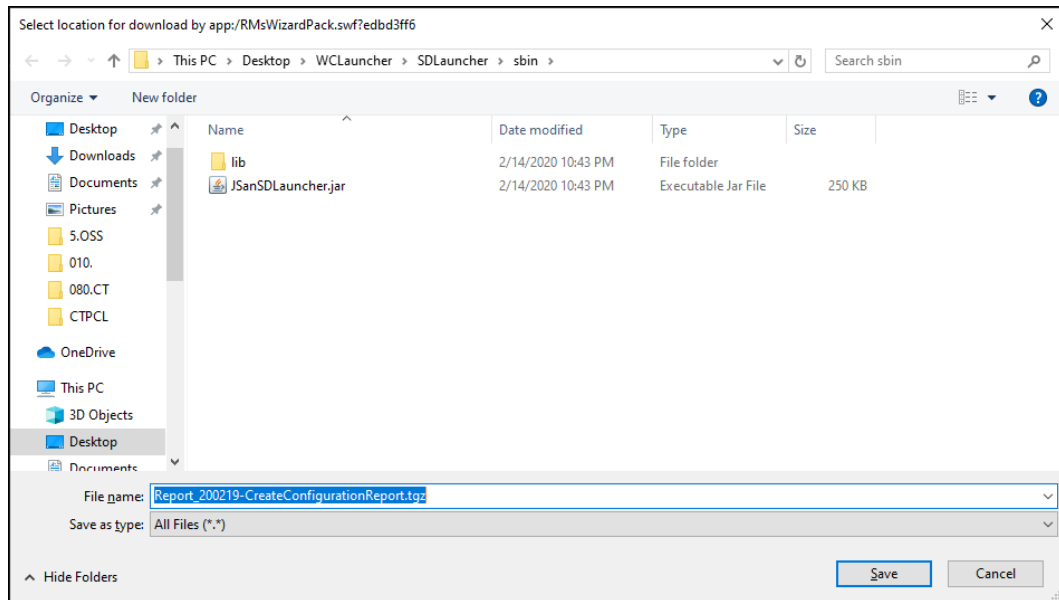 Select location for download by app:/RMsWizardPack.swf?edbd3ff6
This PC > Desktop > WCLauncher > SDLauncher > sbin >
Search sbin
Organize New folder
Name Date modified Type Size
lib 2/14/2020 10:43 PM File folder
JSanSDLauncher.jar 2/14/2020 10:43 PM Executable Jar File 250 KB
Desktop
Downloads
Documents
Pictures
5.OSS
010.
080.CT
CTPCL
OneDrive
This PC
3D Objects
Desktop
Documents
File name: Report_200219-CreateConfigurationReport.tgz
Save as type: All Files (*.*)
Hide Folders
Save Cancel